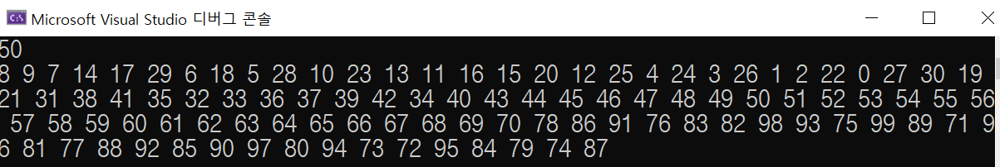 C:\ Microsoft Visual Studio 디버그 콘솔
50
8 9 7 14 17 29 6 18 5 28 10 23 13 11 16 15 20 12 25 4 24 3 26 1 2 22 0 27 30 19
21 31 38 41 35 32 33 36 37 39 42 34 40 43 44 45 46 47 48 49 50 51 52 53 54 55 56
57 58 59 60 61 62 63 64 65 66 67 68 69 70 78 86 91 76 83 82 98 93 75 99 89 71 9
6 81 77 88 92 85 90 97 80 94 73 72 95 84 79 74 87